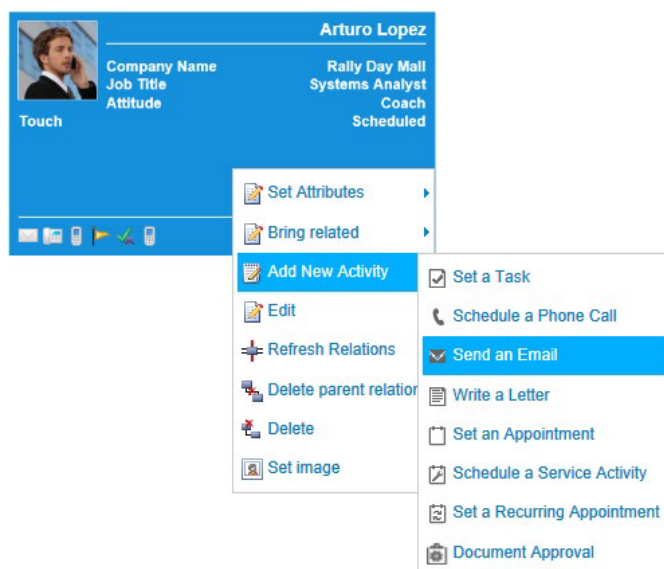 Arturo Lopez
Company Name Rally Day Mall
Job Title Systems Analyst
Attitude Coach
Touch Scheduled
Set Attributes
Bring related
Add New Activity
Edit
Refresh Relations
Delete parent relation
Delete
Set image
Set a Task
Schedule a Phone Call
Send an Email
Write a Letter
Set an Appointment
Schedule a Service Activity
Set a Recurring Appointment
Document Approval